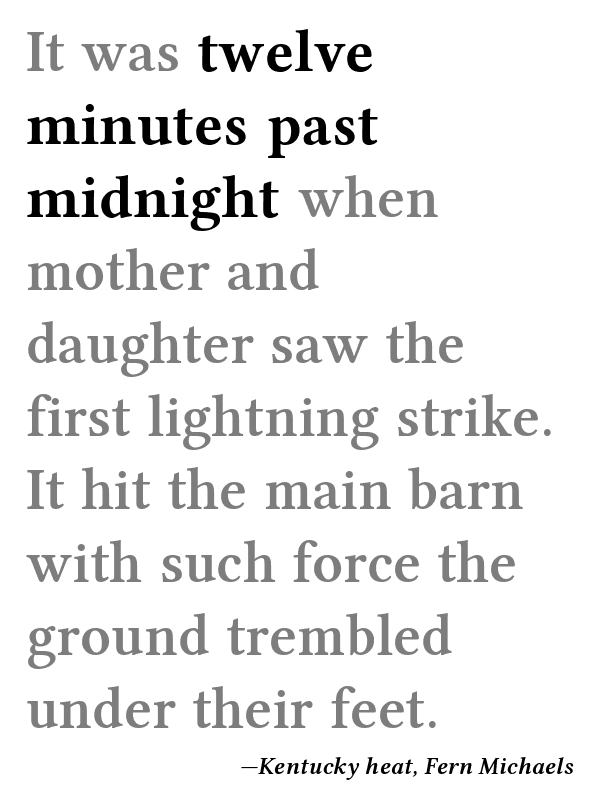 It was twelve
minutes past
midnight when
mother and
daughter saw the
first lightning strike.
It hit the main barn
with such force the
ground trembled
under their feet.
—Kentucky heat, Fern Michaels